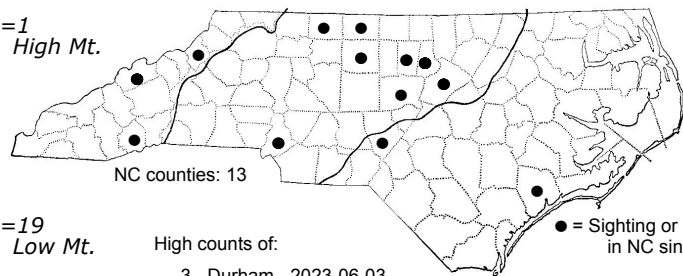 =1
High Mt.
NC counties: 13
=19
Low Mt.
High counts of:
● = Sighting or
in NC sin
3 - Durham - 2023-06-03